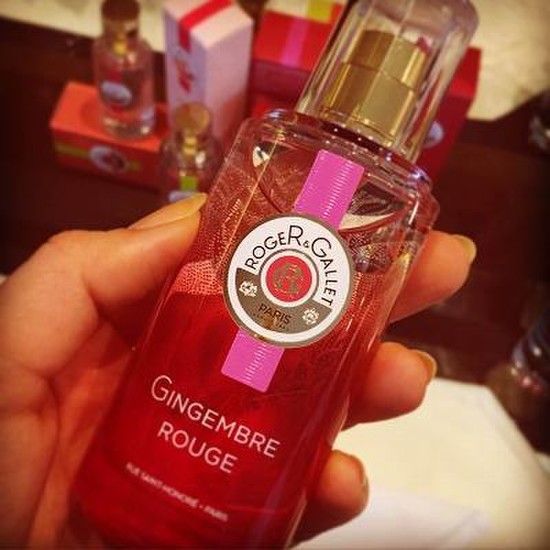 ROGER & GALLET
PARIS
GINGEMBRE
ROUGE
RUE SAINT-HONORÉ • PARIS